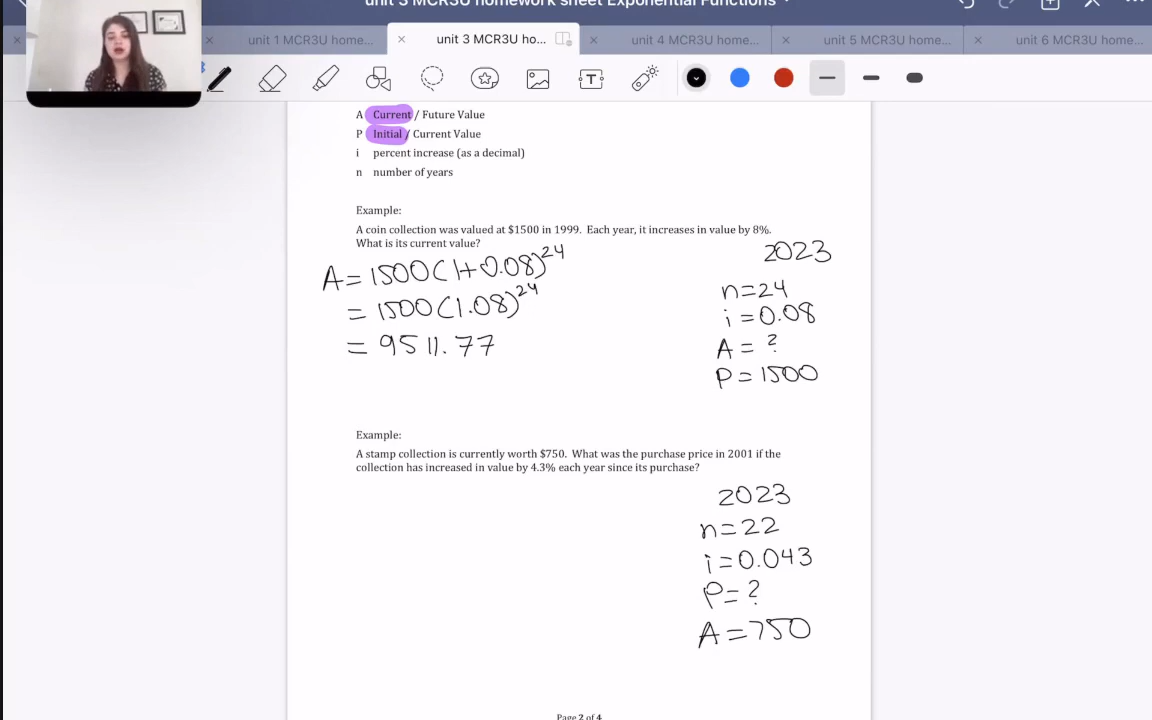 unit 3 MCR3U homework sheet Exponential Functions
unit 1 MCR3U home...
unit 3 MCR3U ho...
unit 4 MCR3U home...
unit 5 MCR3U home...
unit 6 MCR3U home...
A Current / Future Value
P Initial / Current Value
i percent increase (as a decimal)
n number of years
Example:
A coin collection was valued at $1500 in 1999. Each year, it increases in value by 8%.
What is its current value?
A = 1500(1+0.08)^24
= 1500(1.08)^24
= 9511.77
2023
n=24
i=0.08
A = ?
P = 1500
Example:
A stamp collection is currently worth $750. What was the purchase price in 2001 if the
collection has increased in value by 4.3% each year since its purchase?
2023
n=22
i=0.043
P=?
A=750
Page 2 of 4